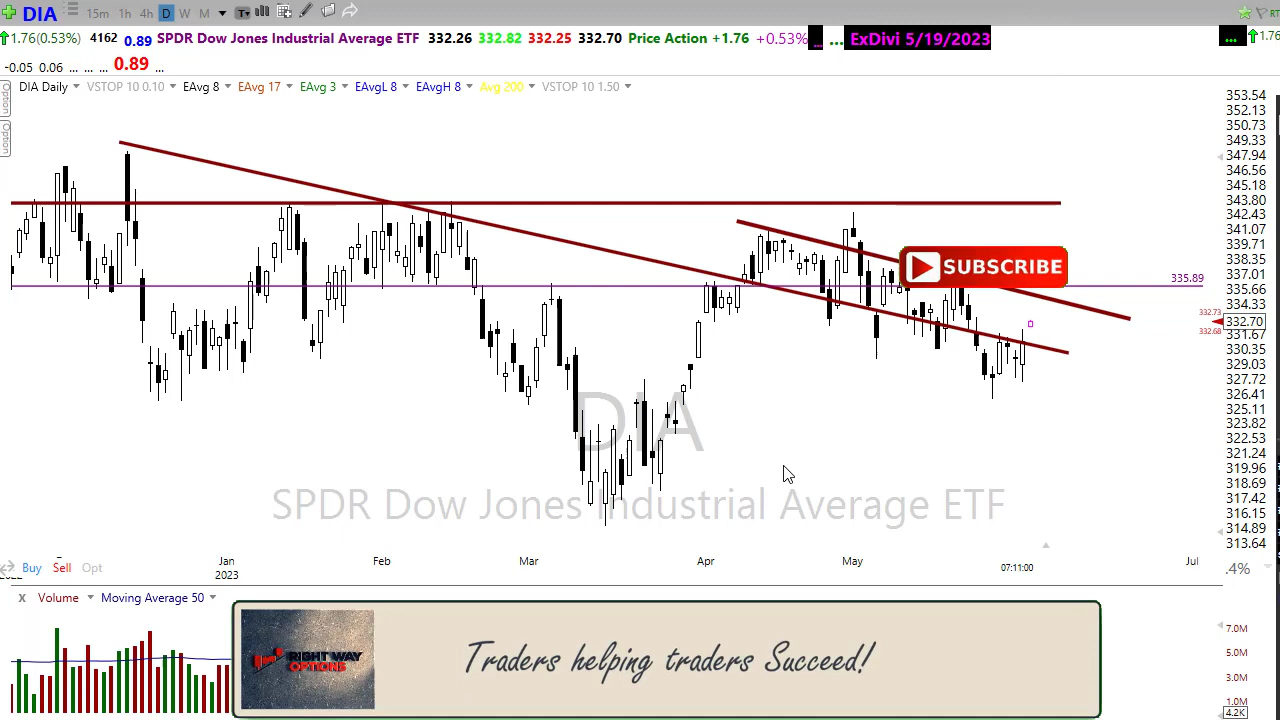 DIA 15m 1h 4h D W M T
1.76(0.53%) 4162 0.89 SPDR Dow Jones Industrial Average ETF 332.26 332.82 332.25 332.70 Price Action +1.76 +0.53% ... ... ExDivi 5/19/2023 ... 1.76
-0.05 0.06 ... ... ... 0.89 ...
DIA Daily VSTOP 10 0.10 EAvg 8 EAvg 17 EAvg 3 EAvgL 8 EAvgH 8 Avg 200 VSTOP 10 1.50
Option
Option
353.54
352.13
350.73
349.33
347.94
346.56
345.18
343.80
342.43
341.07
339.71
338.35
337.01
335.66
334.33
332.70
331.67
330.35
329.03
327.72
326.41
325.11
323.82
322.53
321.24
319.96
318.69
317.42
316.15
314.89
313.64
SUBSCRIBE
335.89
332.73
332.68
DIA
SPDR Dow Jones Industrial Average ETF
Jan Feb Mar Apr May Jul
2023
07:11:00
Buy Sell Opt
.4%
X Volume Moving Average 50
7.0M
5.0M
3.0M
1.0M
4.2K
RIGHT WAY
OPTIONS
Traders helping traders Succeed!